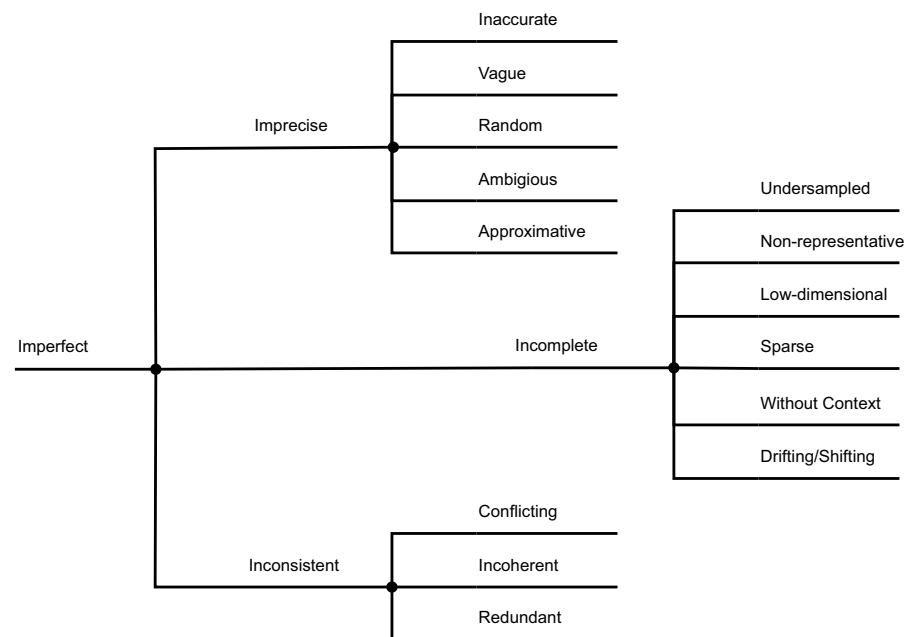 Imperfect
Imprecise
Inaccurate
Vague
Random
Ambigious
Approximative
Incomplete
Undersampled
Non-representative
Low-dimensional
Sparse
Without Context
Drifting/Shifting
Inconsistent
Conflicting
Incoherent
Redundant